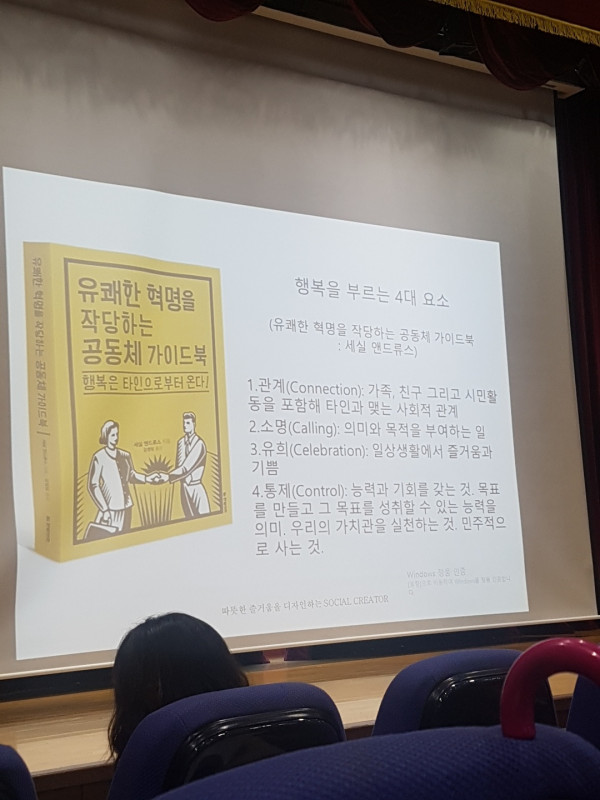 유쾌한 혁명을 작당하는 공동체 가이드북
유쾌한 혁명을
작당하는
공동체 가이드북
행복은 타인으로부터 온다!
세실 앤드류스
행복을 부르는 4대 요소
(유쾌한 혁명을 작당하는 공동체 가이드북
: 세실 앤드류스)
1.관계(Connection): 가족, 친구 그리고 시민활
동을 포함해 타인과 맺는 사회적 관계
2.소명(Calling): 의미와 목적을 부여하는 일
3.유희(Celebration): 일상생활에서 즐거움과
기쁨
4.통제(Control): 능력과 기회를 갖는 것. 목표
를 만들고 그 목표를 성취할 수 있는 능력을
의미. 우리의 가치관을 실천하는 것. 민주적으
로 사는 것.
Windows 정품 인증
따뜻한 즐거움을 디자인하는 SOCIAL CREATOR